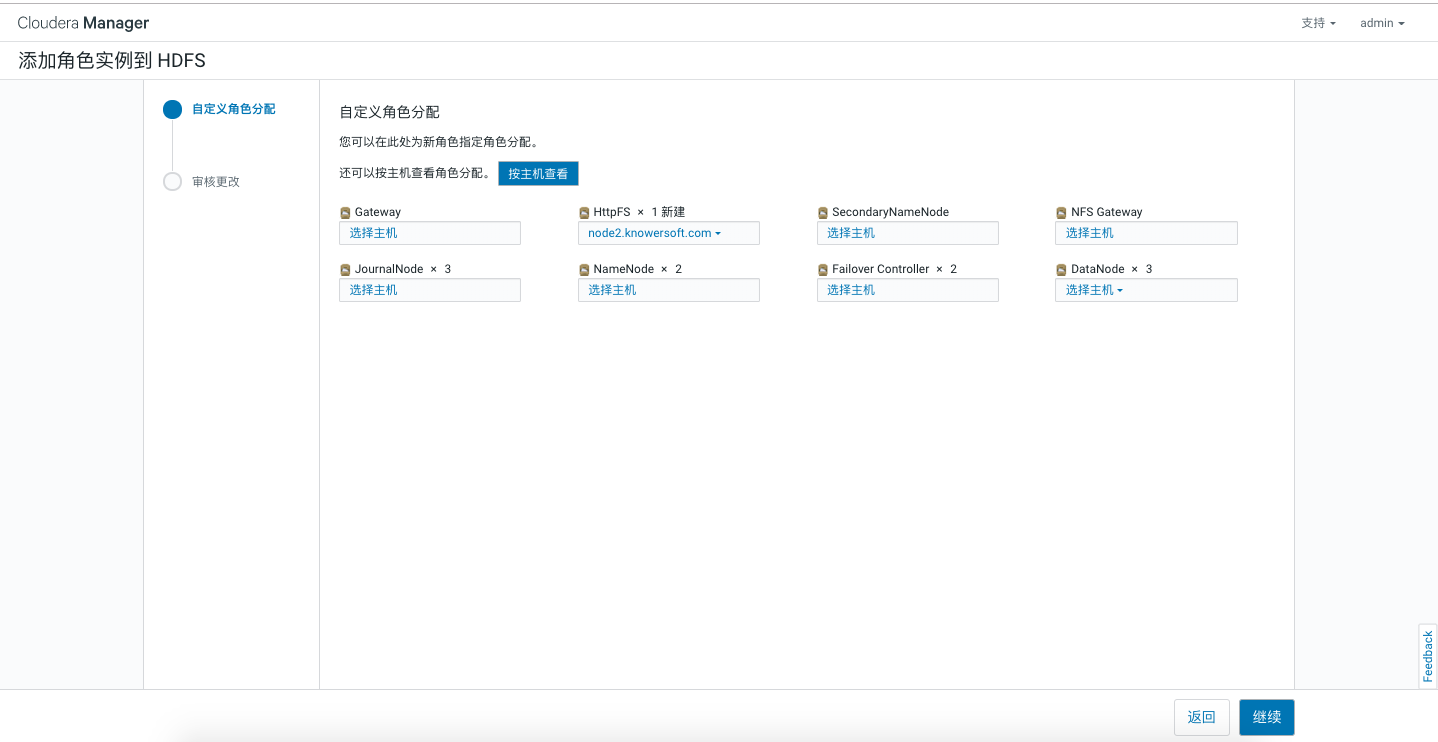 Cloudera Manager
支持
admin
添加角色实例到 HDFS
自定义角色分配
审核更改
自定义角色分配
您可以在此处为新角色指定角色分配。
还可以按主机查看角色分配。 按主机查看
Gateway
选择主机
HttpFS × 1 新建
node2.knowersoft.com
SecondaryNameNode
选择主机
NFS Gateway
选择主机
JournalNode × 3
选择主机
NameNode × 2
选择主机
Failover Controller × 2
选择主机
DataNode × 3
选择主机
Feedback
返回
继续